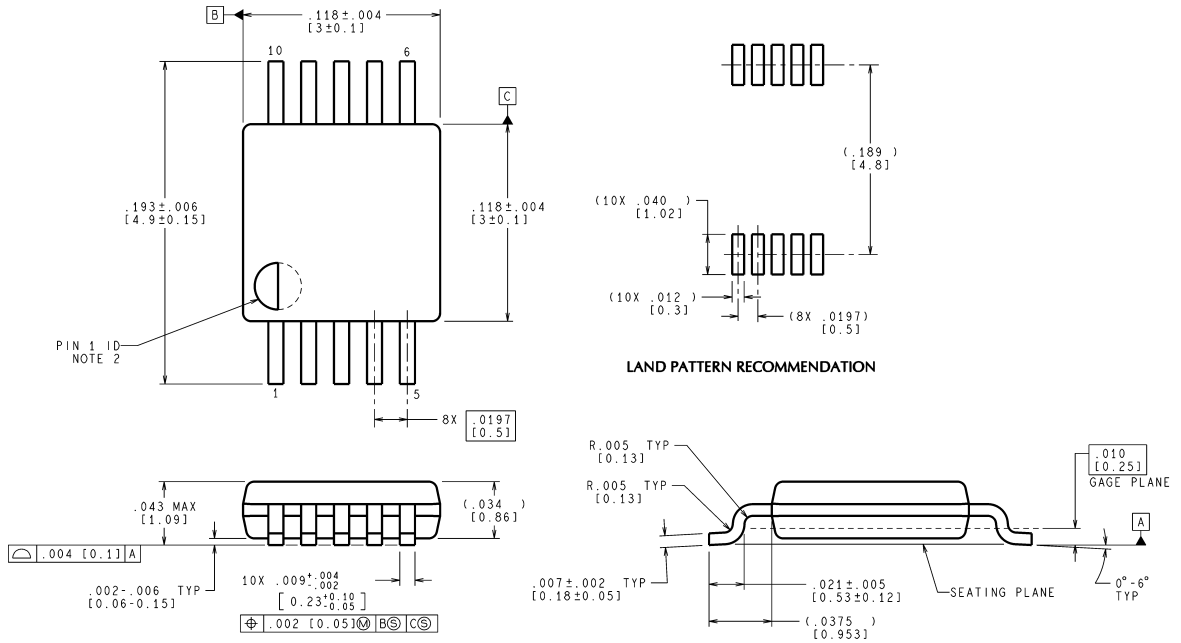 B
.118±.004
[3±0.1]
10
6
C
.193±.006
[4.9±0.15]
.118±.004
[3±0.1]
PIN 1 ID
NOTE 2
1
5
8X .0197
[0.5]
(.189 )
[4.8]
(10X .040 )
[1.02]
(10X .012 )
[0.3]
(8X .0197)
[0.5]
LAND PATTERN RECOMMENDATION
.043 MAX
[1.09]
(.034 )
[0.86]
⌓ .004 [0.1] A
.002-.006 TYP
[0.06-0.15]
10X .009+.004
-.002
[ 0.23+0.10
-0.05 ]
⌖ .002 [0.05]Ⓜ BⓈ CⓈ
R.005 TYP
[0.13]
R.005 TYP
[0.13]
.010
[0.25]
GAGE PLANE
A
.007±.002 TYP
[0.18±0.05]
.021±.005
[0.53±0.12]
SEATING PLANE
0°-6°
TYP
(.0375 )
[0.953]